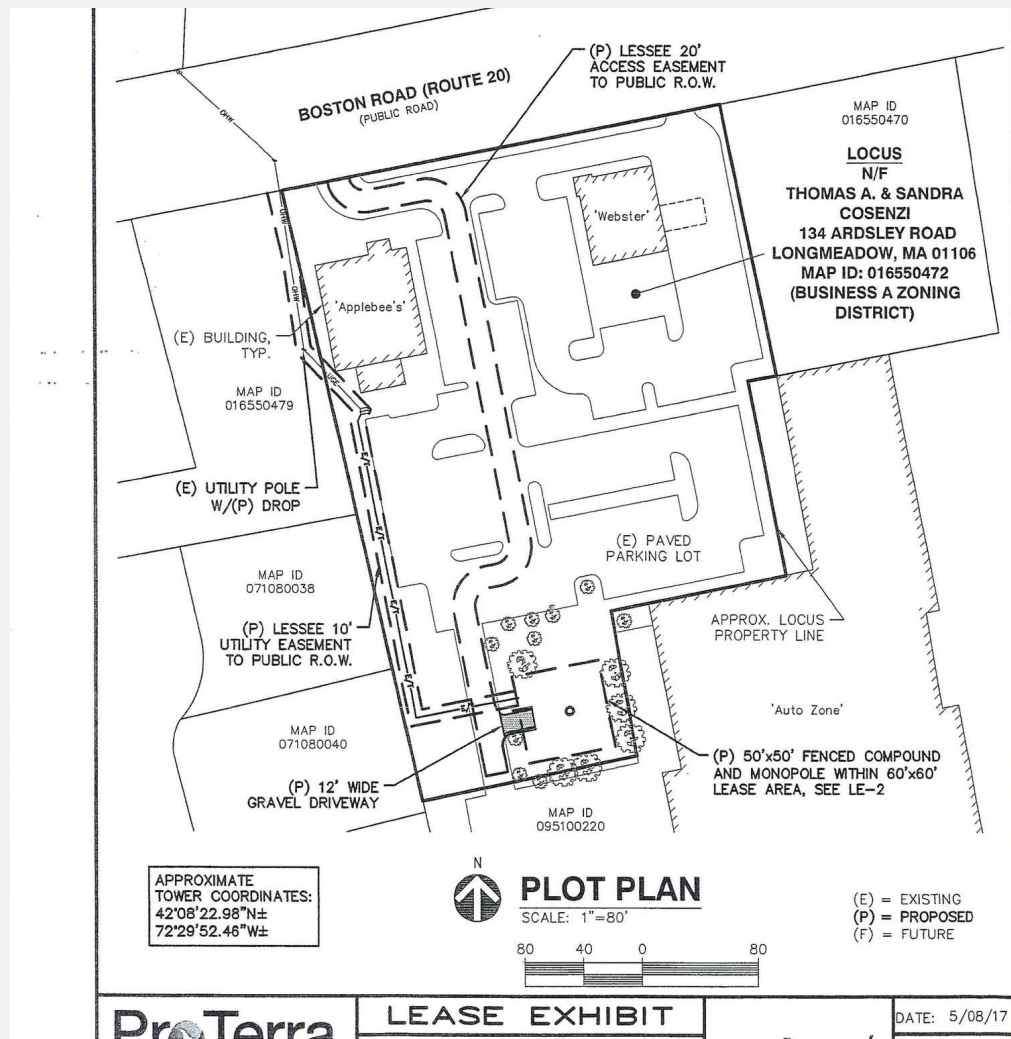 (P) LESSEE 20'
ACCESS EASEMENT
TO PUBLIC R.O.W.
BOSTON ROAD (ROUTE 20)
(PUBLIC ROAD)
OHW
MAP ID
016550470
LOCUS
N/F
THOMAS A. & SANDRA
COSENZI
134 ARDSLEY ROAD
LONGMEADOW, MA 01106
MAP ID: 016550472
(BUSINESS A ZONING
DISTRICT)
'Webster'
OHW
OHW
'Applebee's'
(E) BUILDING,
TYP.
MAP ID
016550479
UGE
E/T
(E) UTILITY POLE
W/(P) DROP
E/T
(E) PAVED
PARKING LOT
MAP ID
071080038
E/T
(P) LESSEE 10'
UTILITY EASEMENT
TO PUBLIC R.O.W.
APPROX. LOCUS
PROPERTY LINE
E/T
E/T
'Auto Zone'
MAP ID
071080040
(P) 12' WIDE
GRAVEL DRIVEWAY
(P) 50'x50' FENCED COMPOUND
AND MONOPOLE WITHIN 60'x60'
LEASE AREA, SEE LE-2
MAP ID
095100220
APPROXIMATE
TOWER COORDINATES:
42°08'22.98"N±
72°29'52.46"W±
N
PLOT PLAN
SCALE: 1"=80'
(E) = EXISTING
(P) = PROPOSED
(F) = FUTURE
80 40 0 80
ProTerra
LEASE EXHIBIT
DATE: 5/08/17